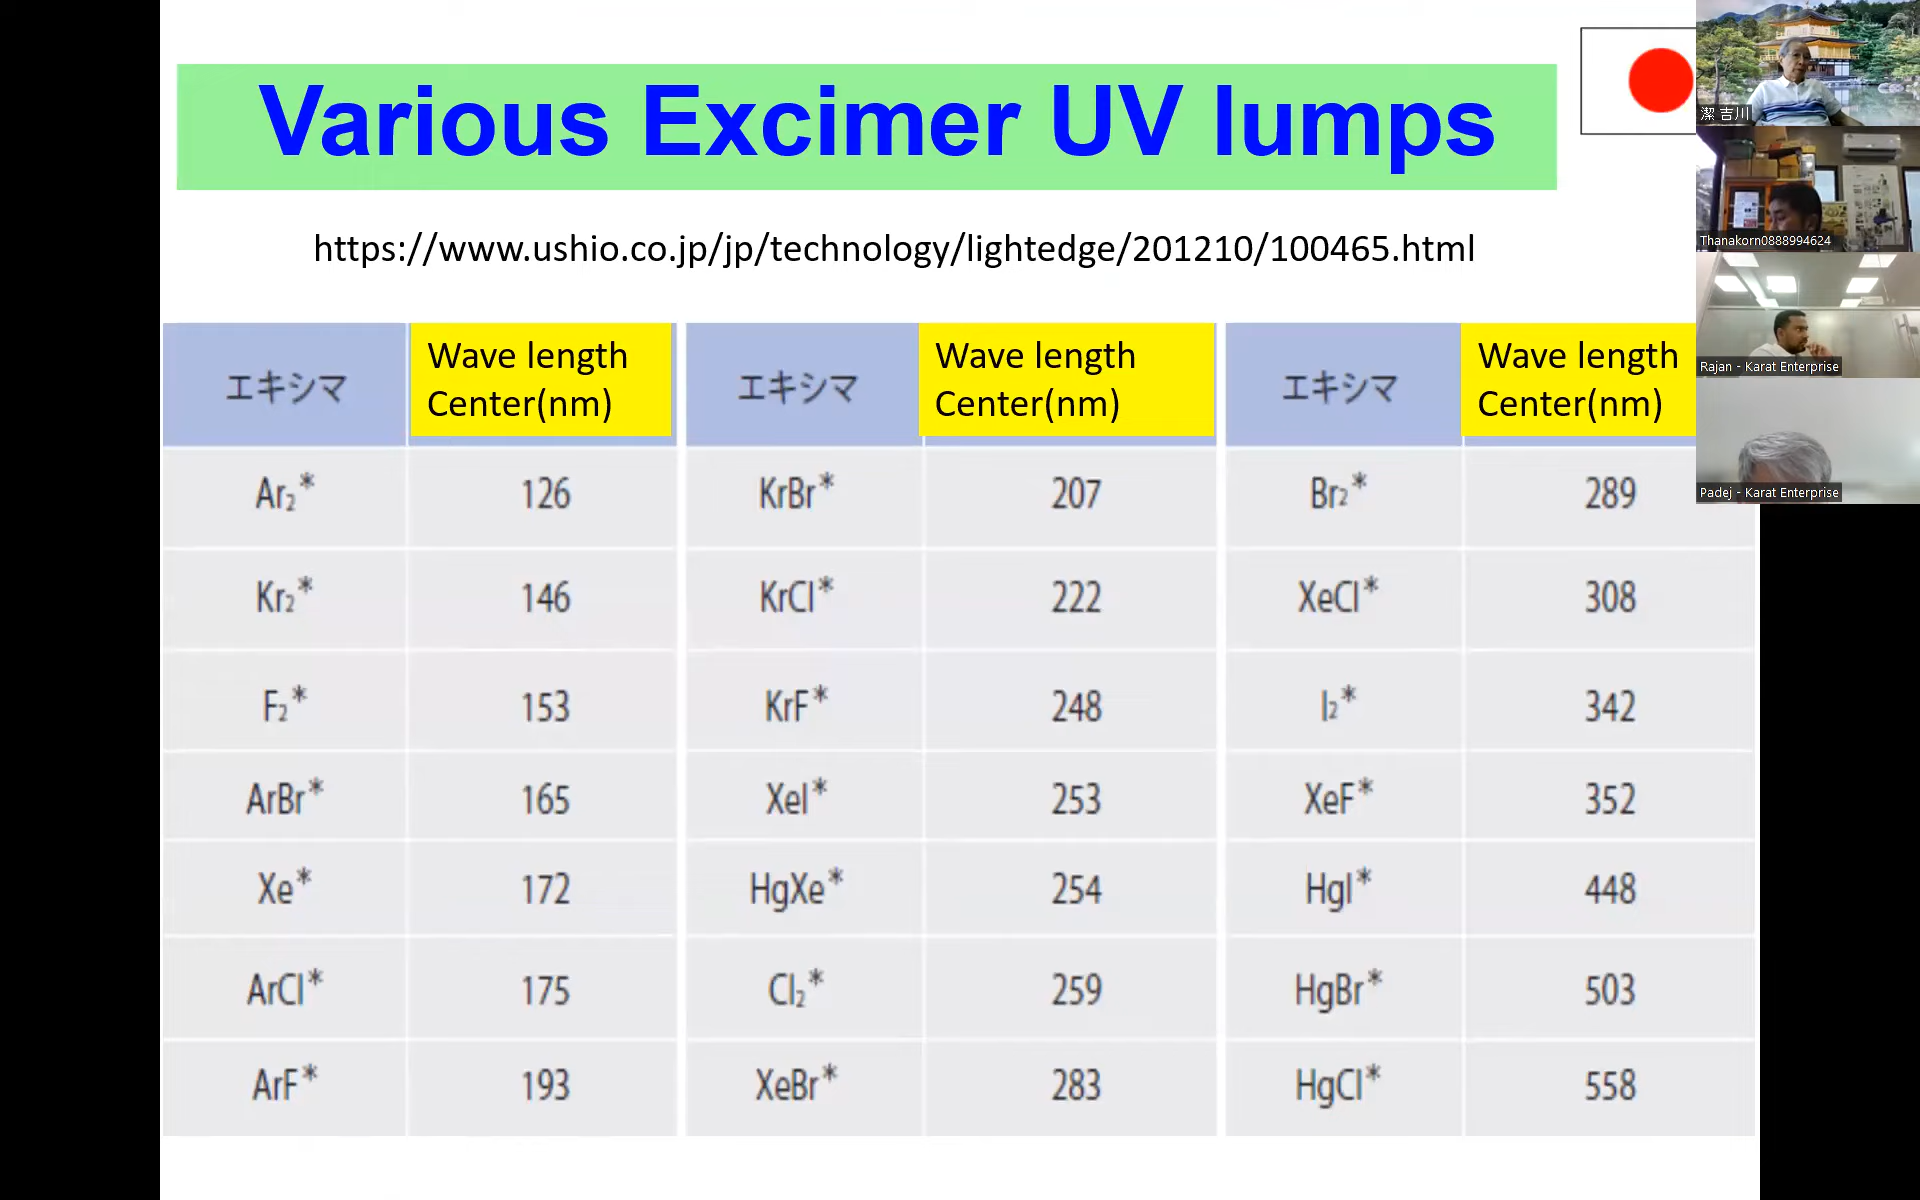 Various Excimer UV lumps
https://www.ushio.co.jp/jp/technology/lightedge/201210/100465.html
エキシマ Wave length Center(nm) エキシマ Wave length Center(nm) エキシマ Wave length Center(nm)
Ar₂* 126 KrBr* 207 Br₂* 289
Kr₂* 146 KrCl* 222 XeCl* 308
F₂* 153 KrF* 248 I₂* 342
ArBr* 165 XeI* 253 XeF* 352
Xe* 172 HgXe* 254 HgI* 448
ArCl* 175 Cl₂* 259 HgBr* 503
ArF* 193 XeBr* 283 HgCl* 558
潔 吉川
Thanakorn0888994624
Rajan - Karat Enterprise
Padej - Karat Enterprise